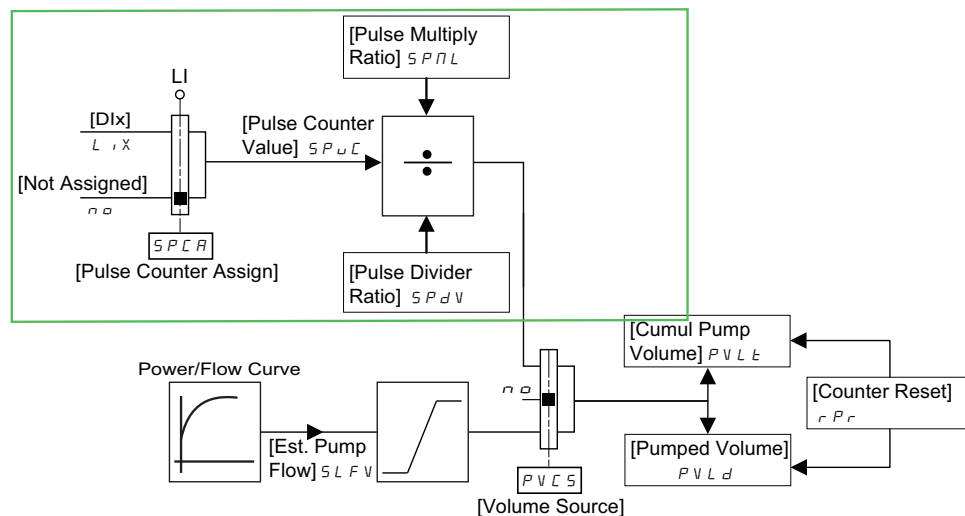 [Pulse Multiply
Ratio] SPML
LI
[DIx]
LiX
[Pulse Counter
Value] SPuC
[Not Assigned]
no
SPCA
[Pulse Counter Assign]
[Pulse Divider
Ratio] SPdV
[Cumul Pump
Volume] PVLt
Power/Flow Curve
no
[Counter Reset]
rPr
[Est. Pump
Flow] SLFV
[Pumped Volume]
PVLd
PVCS
[Volume Source]